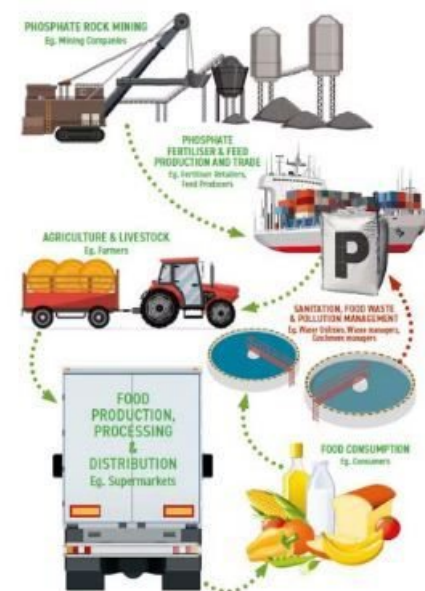 PHOSPHATE ROCK MINING
Eg. Mining Companies
PHOSPHATE
FERTILISER & FEED
PRODUCTION AND TRADE
Eg. Fertiliser Retailers,
Feed Producers
P
AGRICULTURE & LIVESTOCK
Eg. Farmers
SANITATION, FOOD WASTE
& POLLUTION MANAGEMENT
Eg. Water Utilities, Waste managers,
Catchment managers
FOOD
PRODUCTION,
PROCESSING
&
DISTRIBUTION
Eg. Supermarkets
FOOD CONSUMPTION
Eg. Consumers